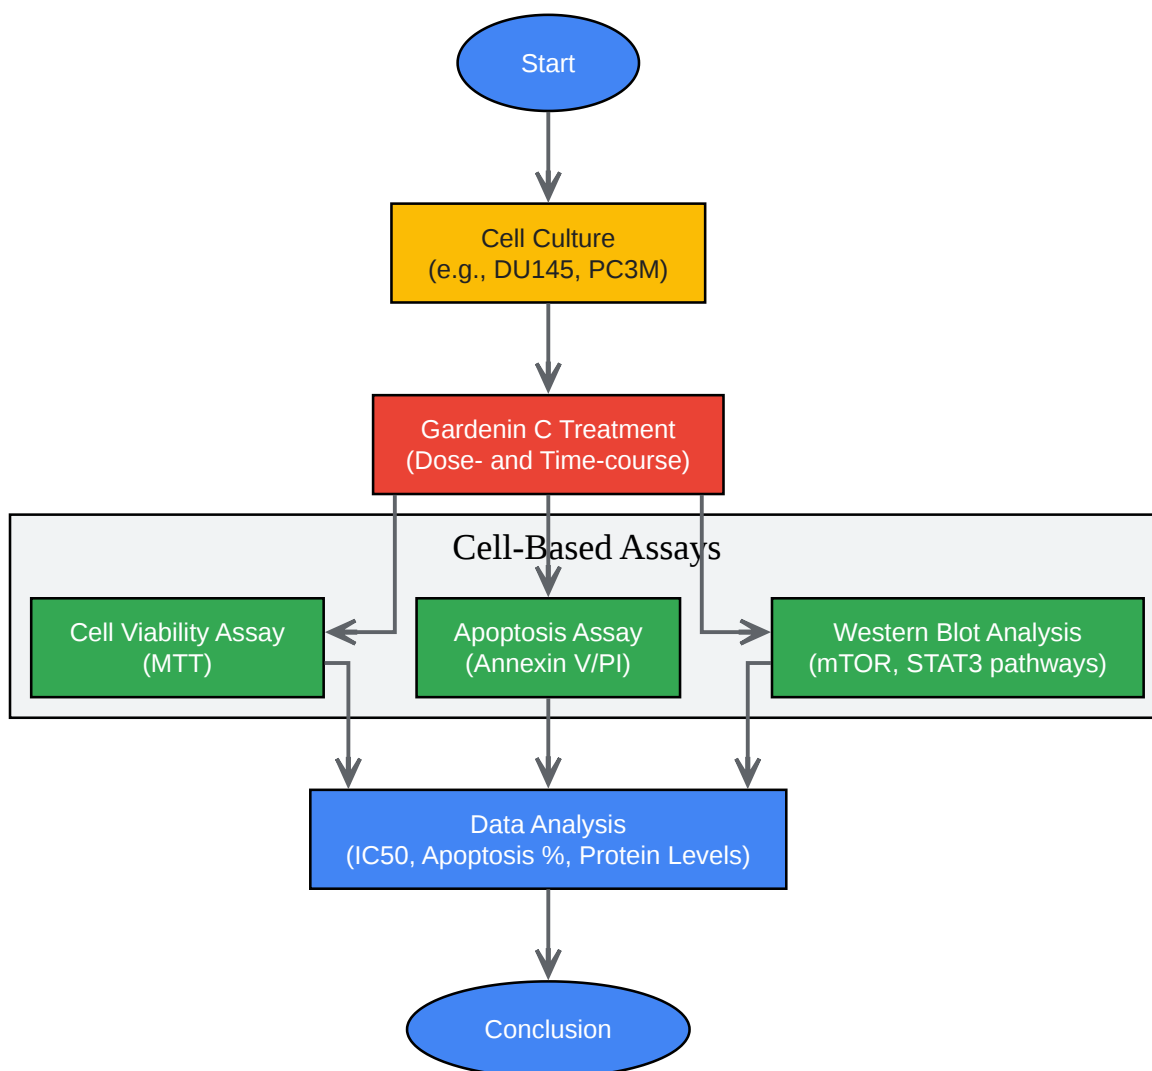 Start
Cell Culture
(e.g., DU145, PC3M)
Gardenin C Treatment
(Dose- and Time-course)
Cell-Based Assays
Cell Viability Assay
(MTT)
Apoptosis Assay
(Annexin V/PI)
Western Blot Analysis
(mTOR, STAT3 pathways)
Data Analysis
(IC50, Apoptosis %, Protein Levels)
Conclusion